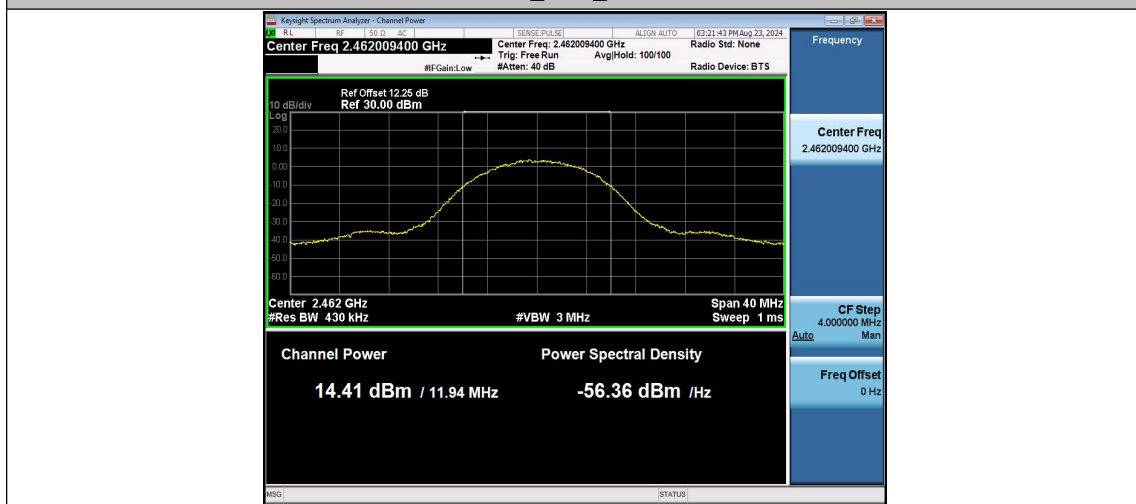 Keysight Spectrum Analyzer - Channel Power
RL RF 50 Ω AC SENSE:PULSE ALIGN AUTO 03:21:43 PM Aug 23, 2024
Center Freq 2.462009400 GHz
Center Freq: 2.462009400 GHz
Radio Std: None
Trig: Free Run Avg|Hold: 100/100
#IFGain:Low #Atten: 40 dB Radio Device: BTS
Frequency
Ref Offset 12.25 dB
10 dB/div Ref 30.00 dBm
Log
20.0
10.0
0.00
-10.0
-20.0
-30.0
-40.0
-50.0
-60.0
Center 2.462 GHz Span 40 MHz
#Res BW 430 kHz #VBW 3 MHz Sweep 1 ms
Channel Power Power Spectral Density
14.41 dBm / 11.94 MHz -56.36 dBm /Hz
Center Freq
2.462009400 GHz
CF Step
4.000000 MHz
Auto Man
Freq Offset
0 Hz
MSG STATUS